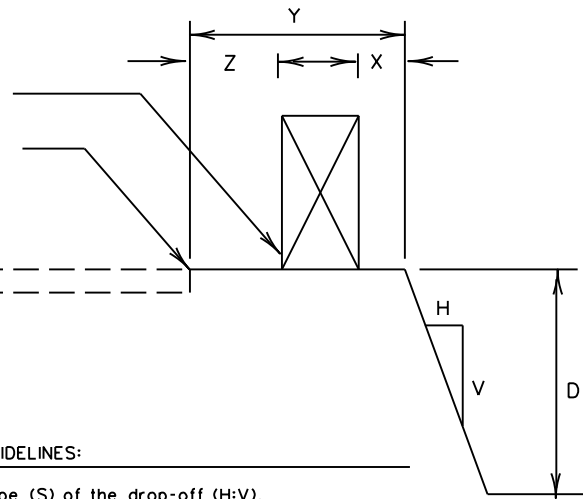 Y
Z
X
H
V
D
IDELINES:
pe (S) of the drop-off (H:V).